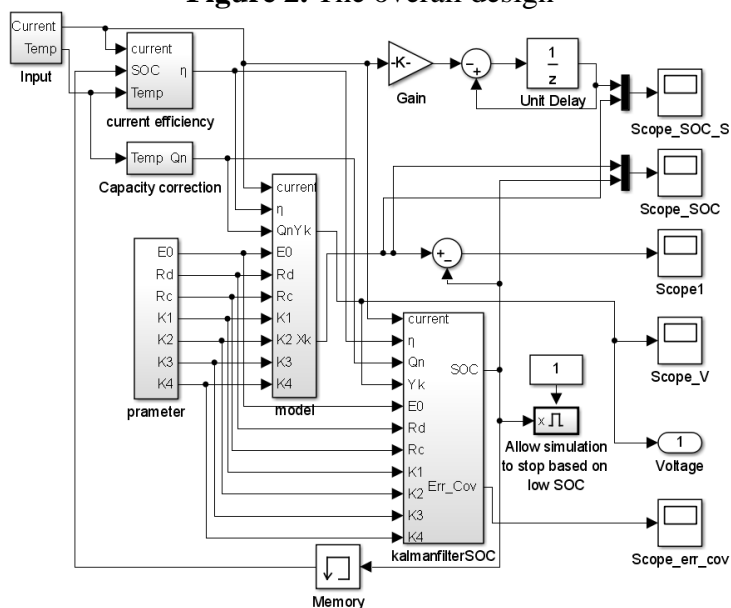 Figure 2. The overall design
Current
Temp
Input
current
SOC
η
Temp
current efficiency
-K-
Gain
−
+
1
z
Unit Delay
Scope_SOC_S
Temp
Qn
Capacity correction
Scope_SOC
current
η
Qn
Yk
E0
Rd
Rc
K1
K2
Xk
K3
K4
model
E0
Rd
Rc
K1
K2
K3
K4
prameter
+
−
Scope1
current
η
Qn
Yk
E0
Rd
Rc
K1
K2
K3
K4
SOC
Err_Cov
kalmanfilterSOC
Scope_V
1
x
Allow simulation
to stop based on
low SOC
1
Voltage
Scope_err_cov
Memory